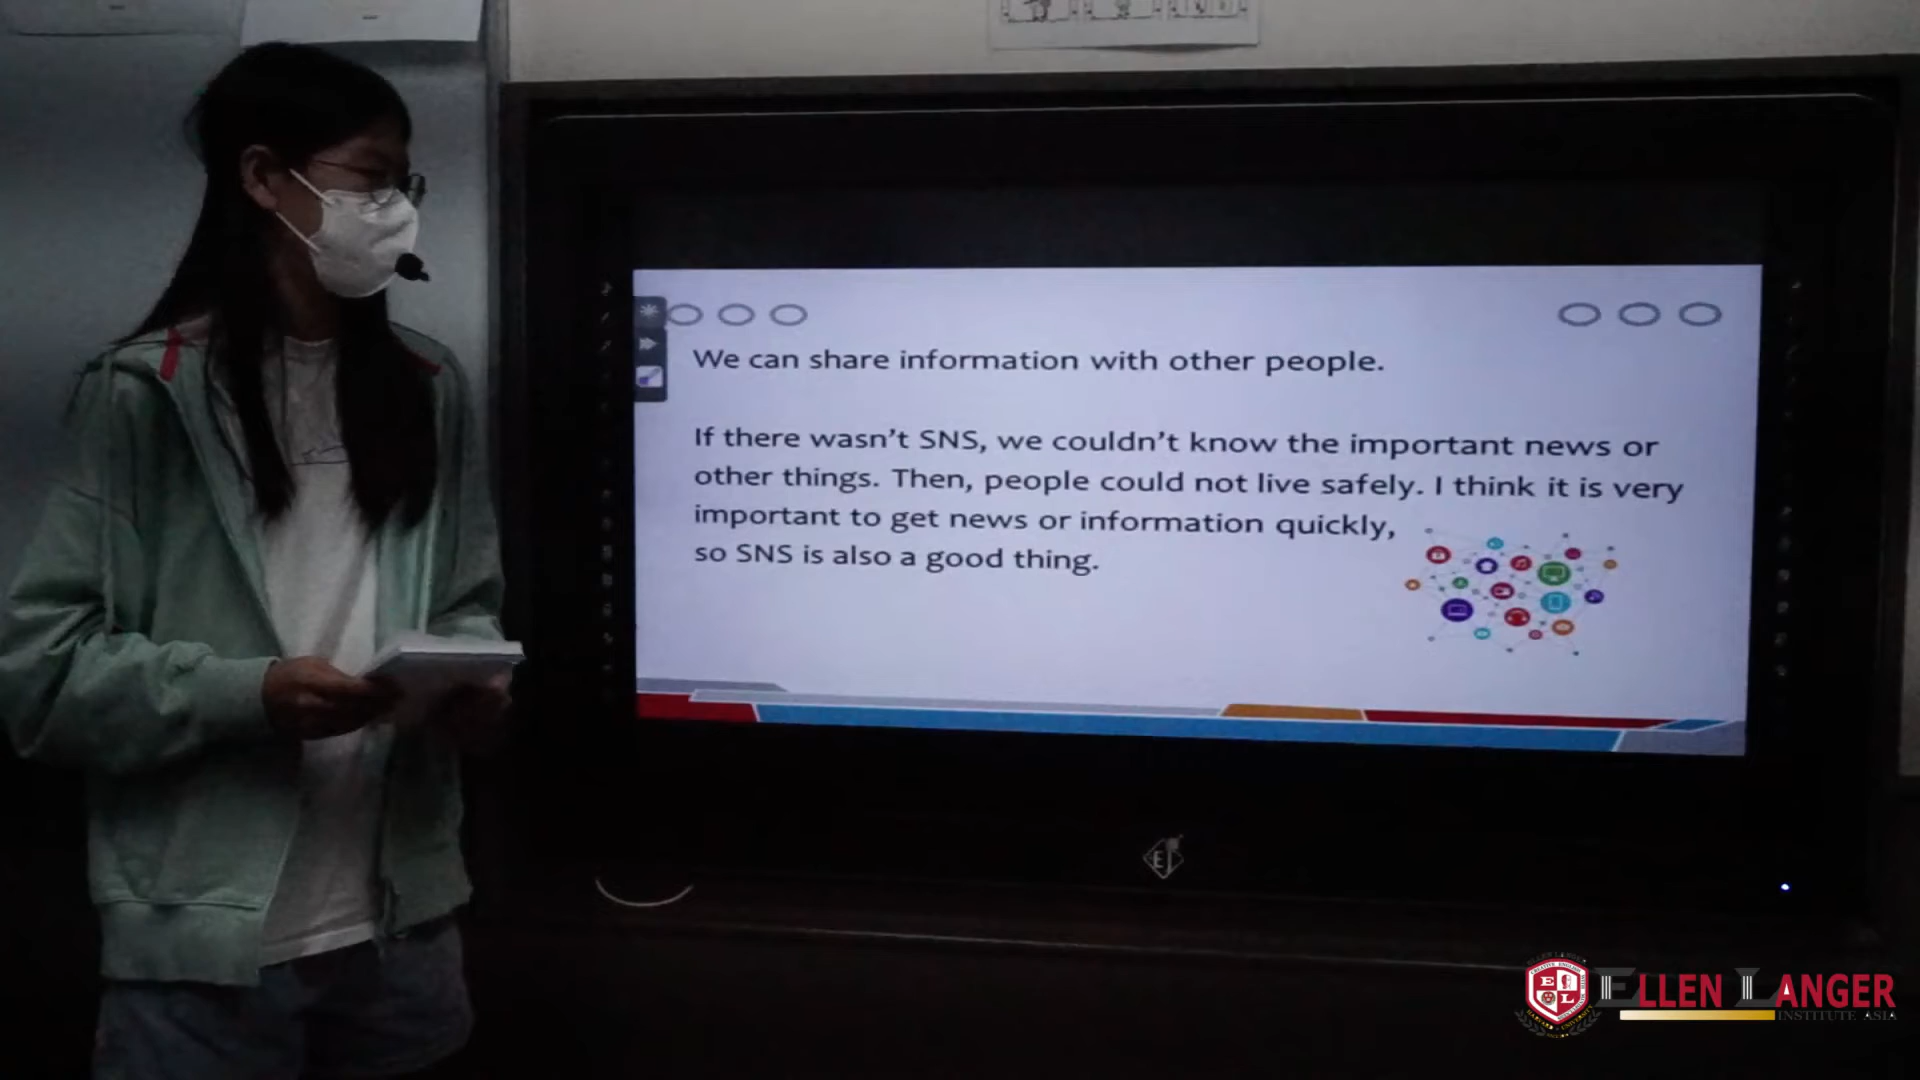 We can share information with other people.
If there wasn't SNS, we couldn't know the important news or
other things. Then, people could not live safely. I think it is very
important to get news or information quickly,
so SNS is also a good thing.
ELLEN LANGER
INSTITUTE ASIA